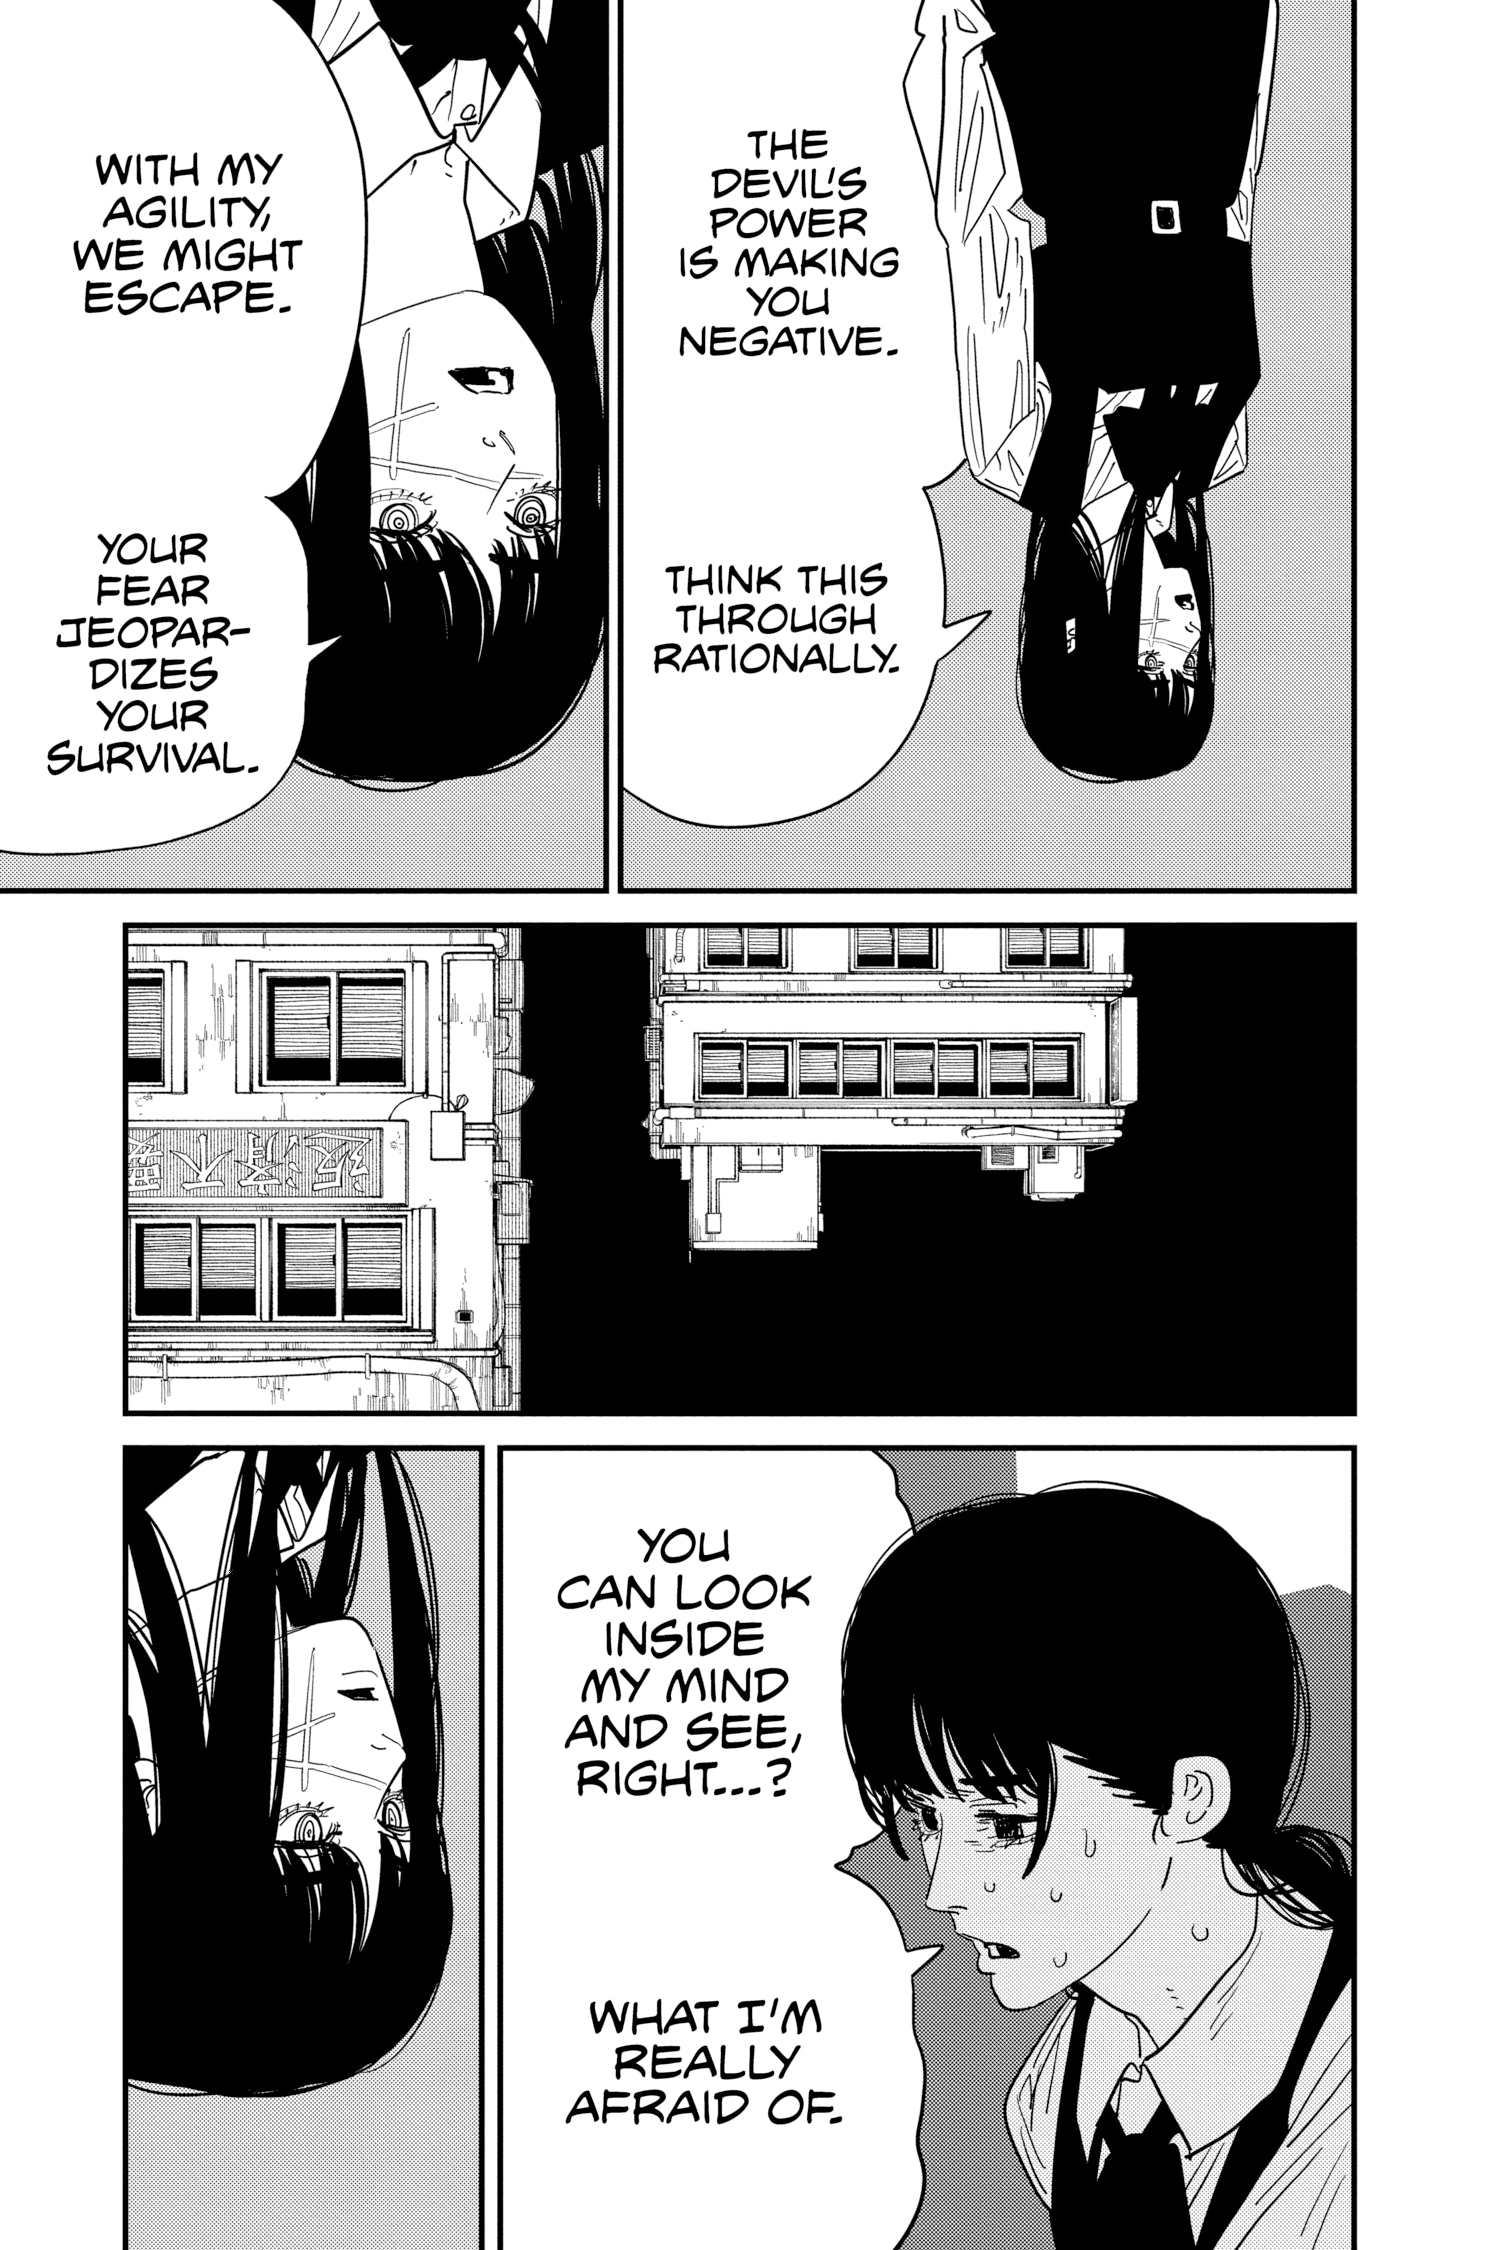 THE
DEVIL'S
POWER
IS MAKING
YOU
NEGATIVE.
THINK THIS
THROUGH
RATIONALLY.
WITH MY
AGILITY,
WE MIGHT
ESCAPE.
YOUR
FEAR
JEOPAR-
DIZES
YOUR
SURVIVAL.
YOU
CAN LOOK
INSIDE
MY MIND
AND SEE,
RIGHT...?
WHAT I'M
REALLY
AFRAID OF.